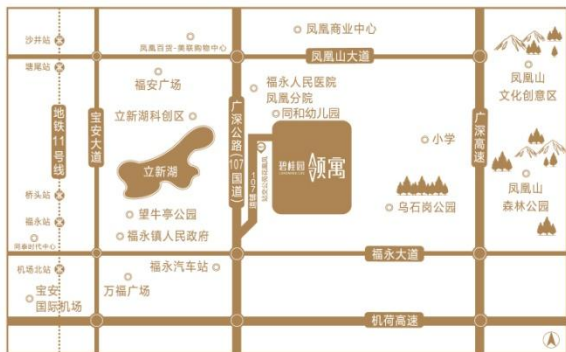 凤凰商业中心
沙井站
凤凰百货·美联购物中心
凤凰山大道
塘尾站
福安广场
福永人民医院
凤凰分院
同和幼儿园
凤凰山
文化创意区
地铁11号线
宝安大道
立新湖科创区
广深公路(107国道)
碧桂园
领寓
小学
广深高速
立新湖
107
桥头站
望牛亭公园
乌石岗公园
凤凰山
森林公园
福永站
福永镇人民政府
同泰时代中心
福永大道
机场北站
福永汽车站
宝安
国际机场
万福广场
机荷高速